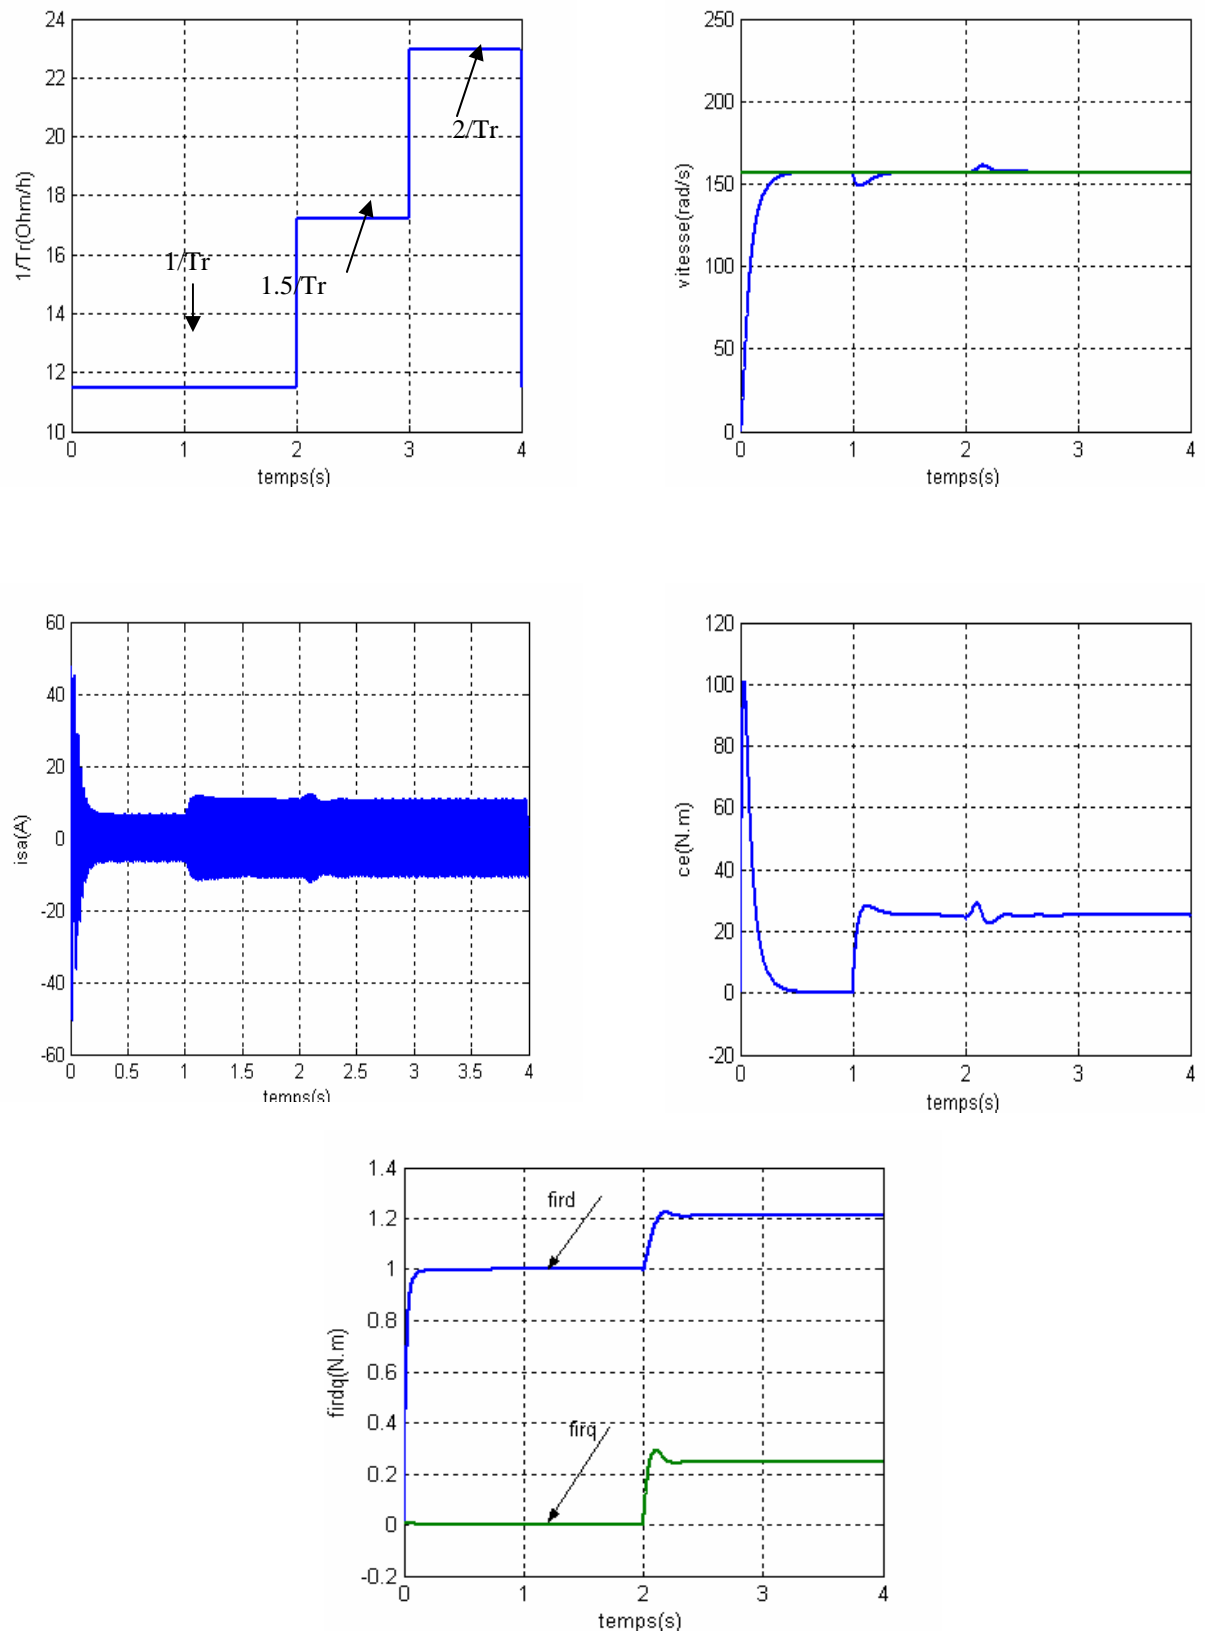 24
22
20
18
16
14
12
10
1/Tr(Ohm/h)
1/Tr
1.5/Tr
2/Tr
0 1 2 3 4
temps(s)
250
200
150
100
50
0
vitesse(rad/s)
0 1 2 3 4
temps(s)
60
40
20
0
-20
-40
-60
isa(A)
0 0.5 1 1.5 2 2.5 3 3.5 4
temps(s)
120
100
80
60
40
20
0
-20
ce(N.m)
0 1 2 3 4
temps(s)
1.4
1.2
1
0.8
0.6
0.4
0.2
0
-0.2
firdq(N.m)
fird
firq
0 1 2 3 4
temps(s)